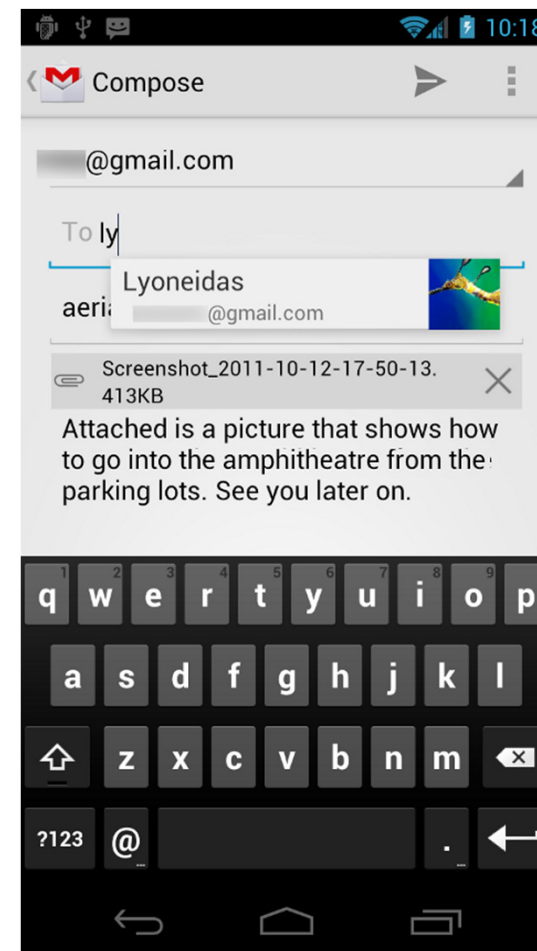 10:18
Compose
@gmail.com
To ly
Lyoneidas
@gmail.com
aeria
Screenshot_2011-10-12-17-50-13.
413KB
Attached is a picture that shows how
to go into the amphitheatre from the
parking lots. See you later on.
1 2 3 4 5 6 7 8 9
q w e r t y u i o p
a s d f g h j k l
z x c v b n m
?123 @ .